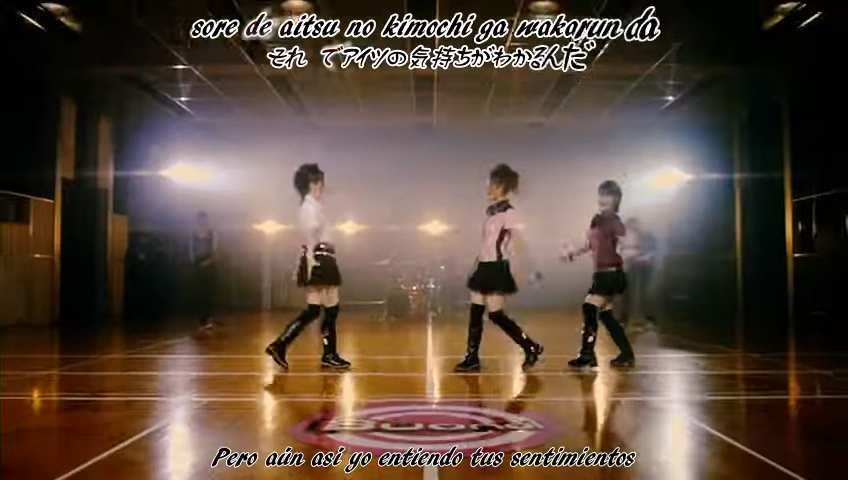 sore de aitsu no kimochi ga wakarun da
それ でアイツの気持ちがわかるんだ
Buono!
Pero aún así yo entiendo tus sentimientos